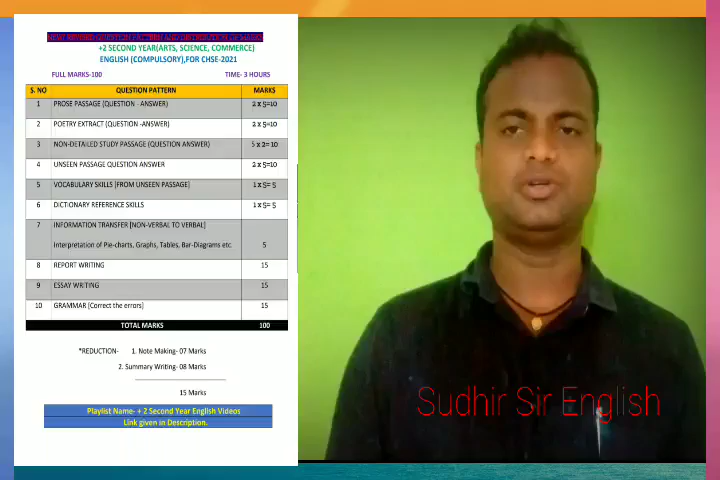 +2 SECOND YEAR(ARTS, SCIENCE, COMMERCE)
ENGLISH (COMPULSORY),FOR CHSE-2021
FULL MARKS-100 TIME- 3 HOURS
S. NO QUESTION PATTERN MARKS
1 PROSE PASSAGE (QUESTION - ANSWER) 2 x 5=10
2 POETRY EXTRACT (QUESTION -ANSWER) 2 x 5=10
3 NON-DETAILED STUDY PASSAGE (QUESTION ANSWER) 5 x 2= 10
4 UNSEEN PASSAGE QUESTION ANSWER 2 x 5=10
5 VOCABULARY SKILLS [FROM UNSEEN PASSAGE] 1 x 5= 5
6 DICTIONARY REFERENCE SKILLS 1 x 5= 5
7 INFORMATION TRANSFER [NON-VERBAL TO VERBAL]
Interpretation of Pie-charts, Graphs, Tables, Bar-Diagrams etc. 5
8 REPORT WRITING 15
9 ESSAY WRITING 15
10 GRAMMAR [Correct the errors] 15
TOTAL MARKS 100
*REDUCTION- 1. Note Making- 07 Marks
2. Summary Writing- 08 Marks
15 Marks
Playlist Name- + 2 Second Year English Videos
Link given in Description.
Sudhir Sir English